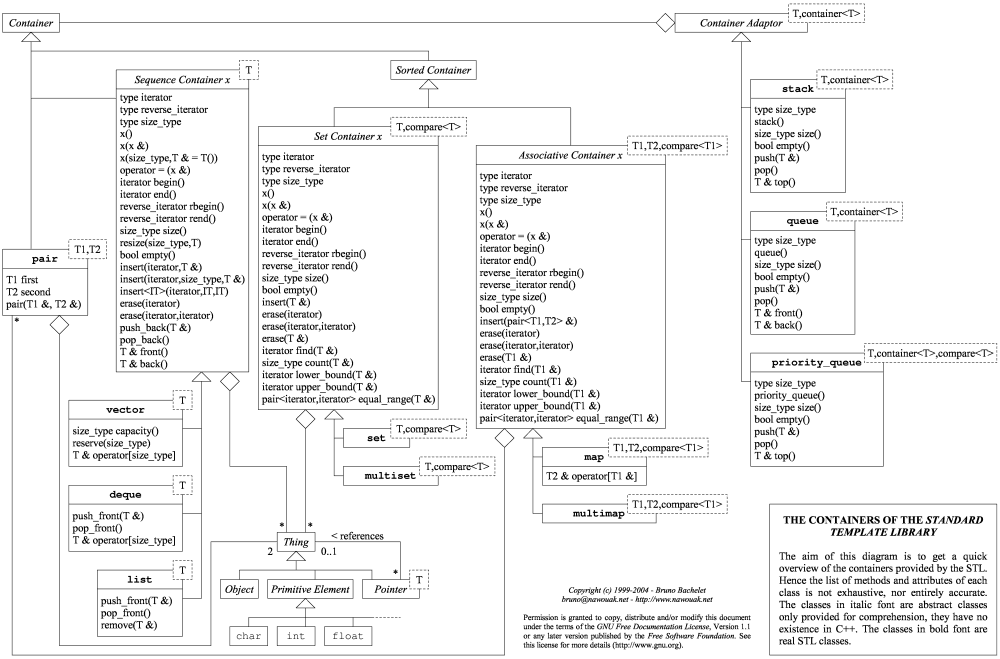 Container
Container Adaptor
T,container<T>
Sequence Container x
T
type iterator
type reverse_iterator
type size_type
x()
x(x &)
x(size_type,T & = T())
operator = (x &)
iterator begin()
iterator end()
reverse_iterator rbegin()
reverse_iterator rend()
size_type size()
resize(size_type,T)
bool empty()
insert(iterator,T &)
insert(iterator,size_type,T &)
insert<IT>(iterator,IT,IT)
erase(iterator)
erase(iterator,iterator)
push_back(T &)
pop_back()
T & front()
T & back()
Sorted Container
Set Container x
T,compare<T>
type iterator
type reverse_iterator
type size_type
x()
x(x &)
operator = (x &)
iterator begin()
iterator end()
reverse_iterator rbegin()
reverse_iterator rend()
size_type size()
bool empty()
insert(T &)
erase(iterator)
erase(iterator,iterator)
erase(T &)
iterator find(T &)
size_type count(T &)
iterator lower_bound(T &)
iterator upper_bound(T &)
pair<iterator,iterator> equal_range(T &)
Associative Container x
T1,T2,compare<T1>
type iterator
type reverse_iterator
type size_type
x()
x(x &)
operator = (x &)
iterator begin()
iterator end()
reverse_iterator rbegin()
reverse_iterator rend()
size_type size()
bool empty()
insert(pair<T1,T2> &)
erase(iterator)
erase(iterator,iterator)
erase(T1 &)
iterator find(T1 &)
size_type count(T1 &)
iterator lower_bound(T1 &)
iterator upper_bound(T1 &)
pair<iterator,iterator> equal_range(T1 &)
stack
T,container<T>
type size_type
stack()
size_type size()
bool empty()
push(T &)
pop()
T & top()
queue
T,container<T>
type size_type
queue()
size_type size()
bool empty()
push(T &)
pop()
T & front()
T & back()
priority_queue
T,container<T>,compare<T>
type size_type
priority_queue()
size_type size()
bool empty()
push(T &)
pop()
T & top()
pair
T1,T2
T1 first
T2 second
pair(T1 &, T2 &)
*
vector
T
size_type capacity()
reserve(size_type)
T & operator[size_type]
deque
T
push_front(T &)
pop_front()
T & operator[size_type]
list
T
push_front(T &)
pop_front()
remove(T &)
set
T,compare<T>
multiset
T,compare<T>
map
T1,T2,compare<T1>
T2 & operator[T1 &]
multimap
T1,T2,compare<T1>
*
*
Thing
2
0..1
< references
*
Object
Primitive Element
Pointer
T
char
int
float
Copyright (c) 1999-2004 - Bruno Bachelet
bruno@nawouak.net - http://www.nawouak.net
Permission is granted to copy, distribute and/or modify this document
under the terms of the GNU Free Documentation License, Version 1.1
or any later version published by the Free Software Foundation. See
this license for more details (http://www.gnu.org).
THE CONTAINERS OF THE STANDARD
TEMPLATE LIBRARY
The aim of this diagram is to get a quick
overview of the containers provided by the STL.
Hence the list of methods and attributes of each
class is not exhaustive, nor entirely accurate.
The classes in italic font are abstract classes
only provided for comprehension, they have no
existence in C++. The classes in bold font are
real STL classes.